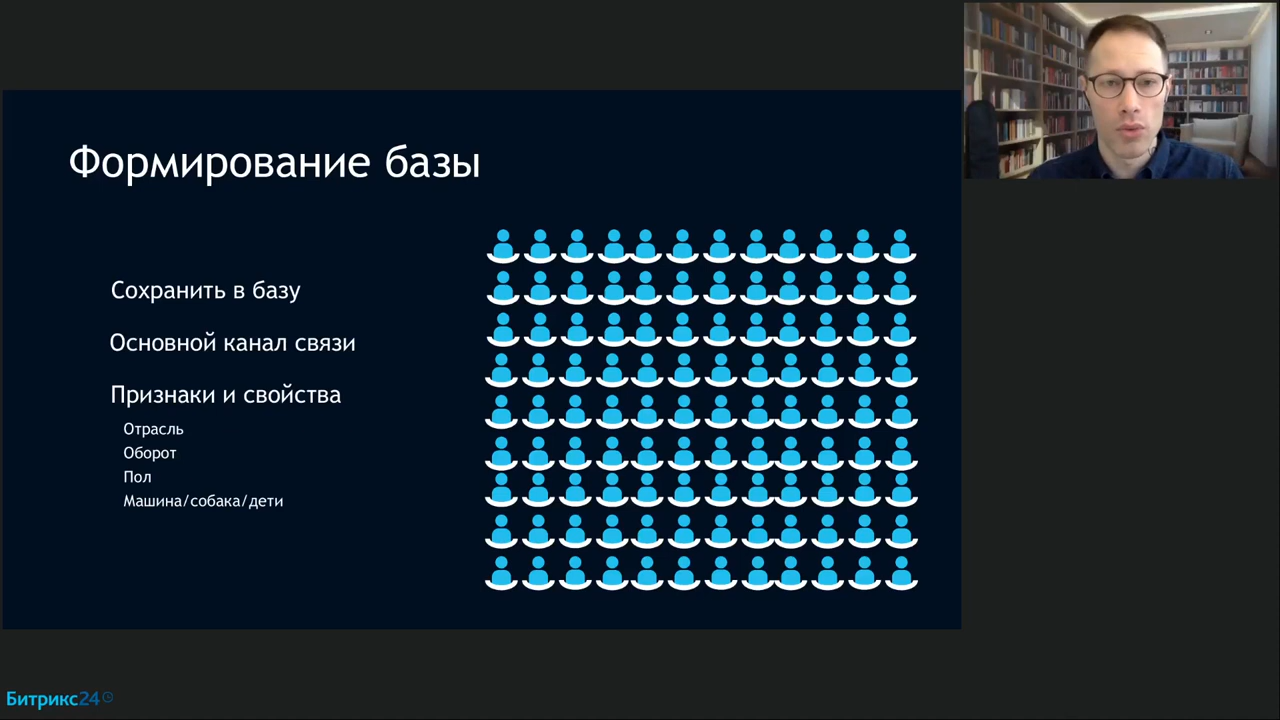 Формирование базы
Сохранить в базу
Основной канал связи
Признаки и свойства
Отрасль
Оборот
Пол
Машина/собака/дети
Битрикс24